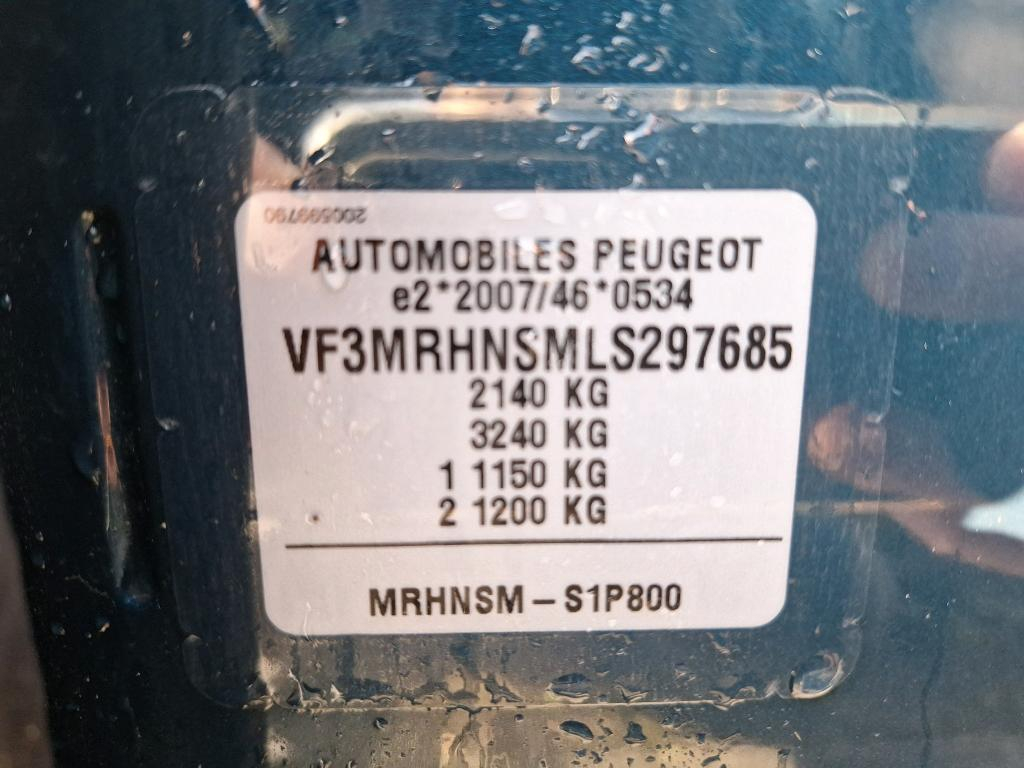 200599790
AUTOMOBILES PEUGEOT
e2*2007/46*0534
VF3MRHNSMLS297685
2140 KG
3240 KG
1 1150 KG
2 1200 KG
MRHNSM – S1P800